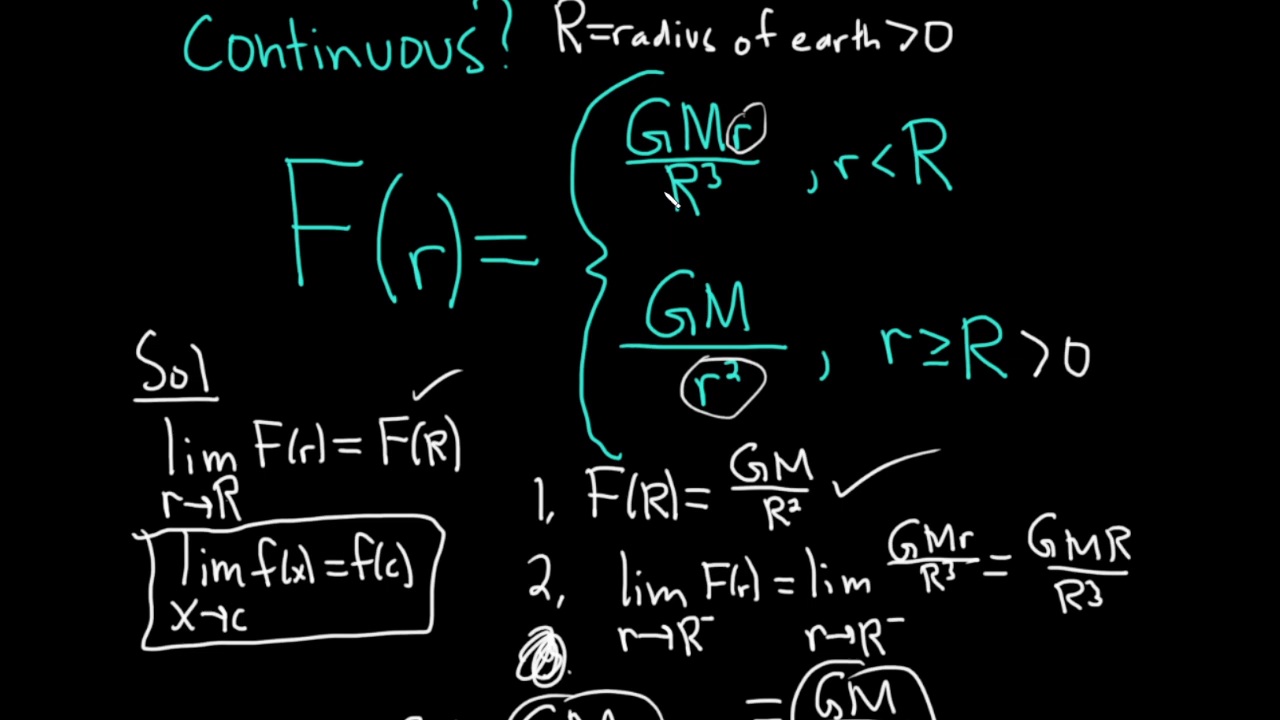 Continuous? R=radius of earth>0
F(r)= { GMr/R³ , r<R
GM/r² , r≥R>0
Sol
lim F(r)=F(R) ✓
r→R
lim f(x)=f(c)
x→c
1. F(R)= GM/R² ✓
2. lim F(r)= lim GMr/R³ = GMR/R³
r→R⁻ r→R⁻
GM = GM